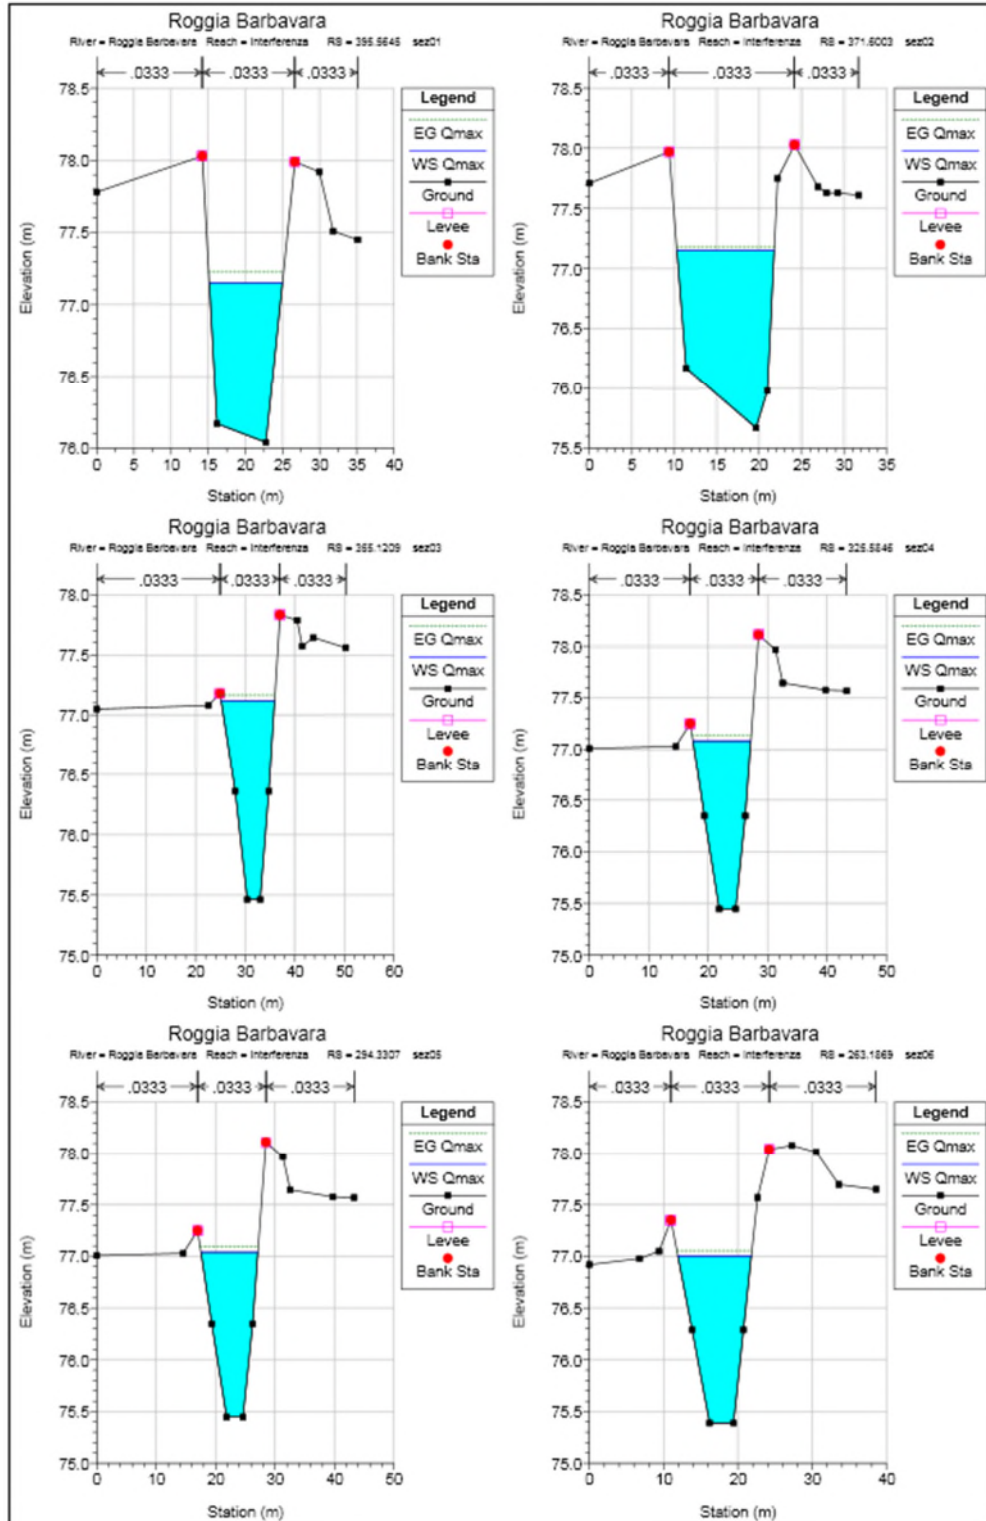 Roggia Barbavara
River = Roggia Barbavara Reach = Interferenza RS = 395.5645 sez01
.0333 .0333 .0333
Legend
EG Qmax
WS Qmax
Ground
Levee
Bank Sta
78.5
78.0
77.5
77.0
76.5
76.0
Elevation (m)
0 5 10 15 20 25 30 35 40
Station (m)
Roggia Barbavara
River = Roggia Barbavara Reach = Interferenza RS = 371.6003 sez02
.0333 .0333 .0333
Legend
EG Qmax
WS Qmax
Ground
Levee
Bank Sta
78.5
78.0
77.5
77.0
76.5
76.0
75.5
Elevation (m)
0 5 10 15 20 25 30 35
Station (m)
Roggia Barbavara
River = Roggia Barbavara Reach = Interferenza RS = 355.1209 sez03
.0333 .0333 .0333
Legend
EG Qmax
WS Qmax
Ground
Levee
Bank Sta
78.0
77.5
77.0
76.5
76.0
75.5
75.0
Elevation (m)
0 10 20 30 40 50 60
Station (m)
Roggia Barbavara
River = Roggia Barbavara Reach = Interferenza RS = 325.5846 sez04
.0333 .0333 .0333
Legend
EG Qmax
WS Qmax
Ground
Levee
Bank Sta
78.5
78.0
77.5
77.0
76.5
76.0
75.5
75.0
Elevation (m)
0 10 20 30 40 50
Station (m)
Roggia Barbavara
River = Roggia Barbavara Reach = Interferenza RS = 294.3307 sez05
.0333 .0333 .0333
Legend
EG Qmax
WS Qmax
Ground
Levee
Bank Sta
78.5
78.0
77.5
77.0
76.5
76.0
75.5
75.0
Elevation (m)
0 10 20 30 40 50
Station (m)
Roggia Barbavara
River = Roggia Barbavara Reach = Interferenza RS = 263.1869 sez06
.0333 .0333 .0333
Legend
EG Qmax
WS Qmax
Ground
Levee
Bank Sta
78.5
78.0
77.5
77.0
76.5
76.0
75.5
75.0
Elevation (m)
0 10 20 30 40
Station (m)